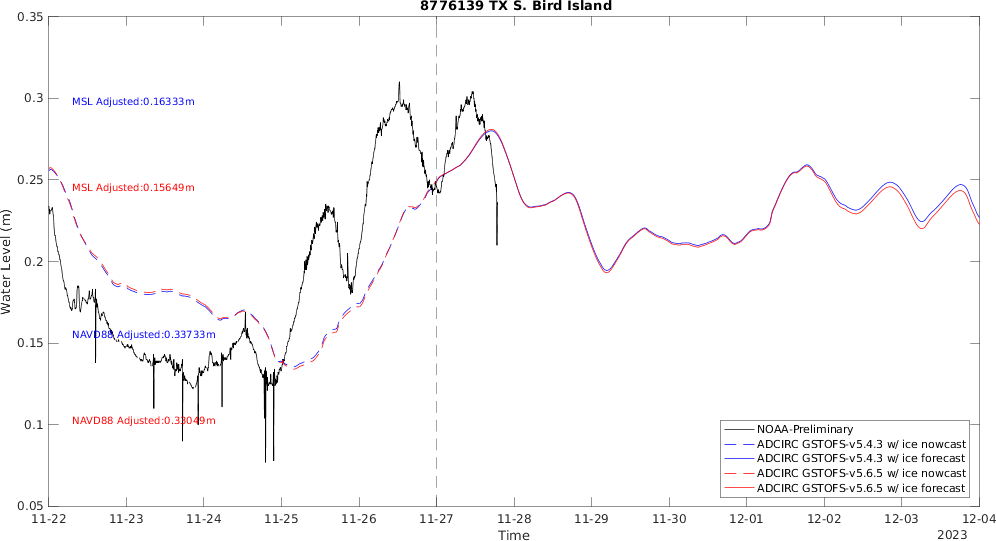 8776139 TX S. Bird Island
0.35
0.3
0.25
0.2
0.15
0.1
0.05
Water Level (m)
MSL Adjusted:0.16333m
MSL Adjusted:0.15649m
NAVD88 Adjusted:0.33733m
NAVD88 Adjusted:0.33049m
NOAA-Preliminary
ADCIRC GSTOFS-v5.4.3 w/ ice nowcast
ADCIRC GSTOFS-v5.4.3 w/ ice forecast
ADCIRC GSTOFS-v5.6.5 w/ ice nowcast
ADCIRC GSTOFS-v5.6.5 w/ ice forecast
11-22 11-23 11-24 11-25 11-26 11-27 11-28 11-29 11-30 12-01 12-02 12-03 12-04
Time
2023